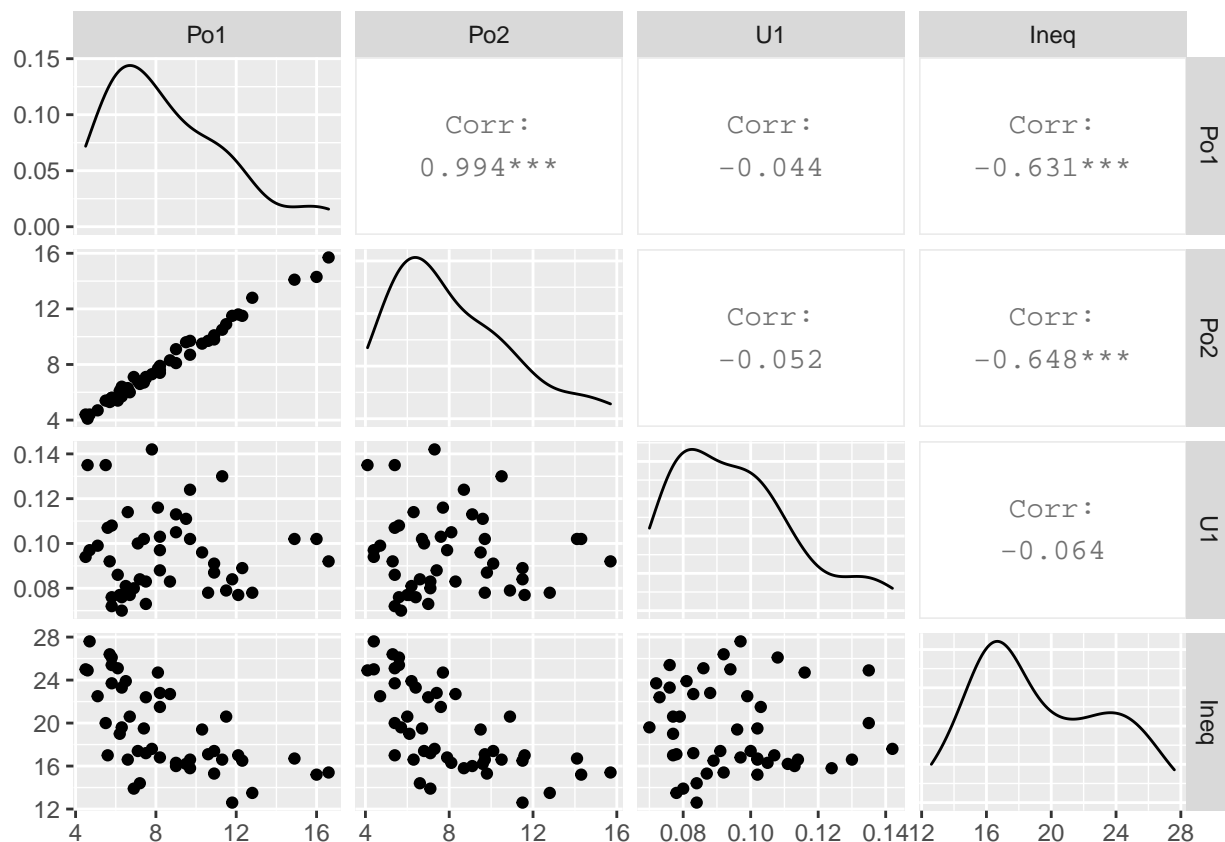 Po1 Po2 U1 Ineq
0.15
0.10
0.05
0.00
Corr:
0.994***
Corr:
-0.044
Corr:
-0.631***
Po1
16
12
8
4
Corr:
-0.052
Corr:
-0.648***
Po2
0.14
0.12
0.10
0.08
Corr:
-0.064
U1
28
24
20
16
12
Ineq
4 8 12 16 4 8 12 16 0.08 0.10 0.12 0.14 12 16 20 24 28